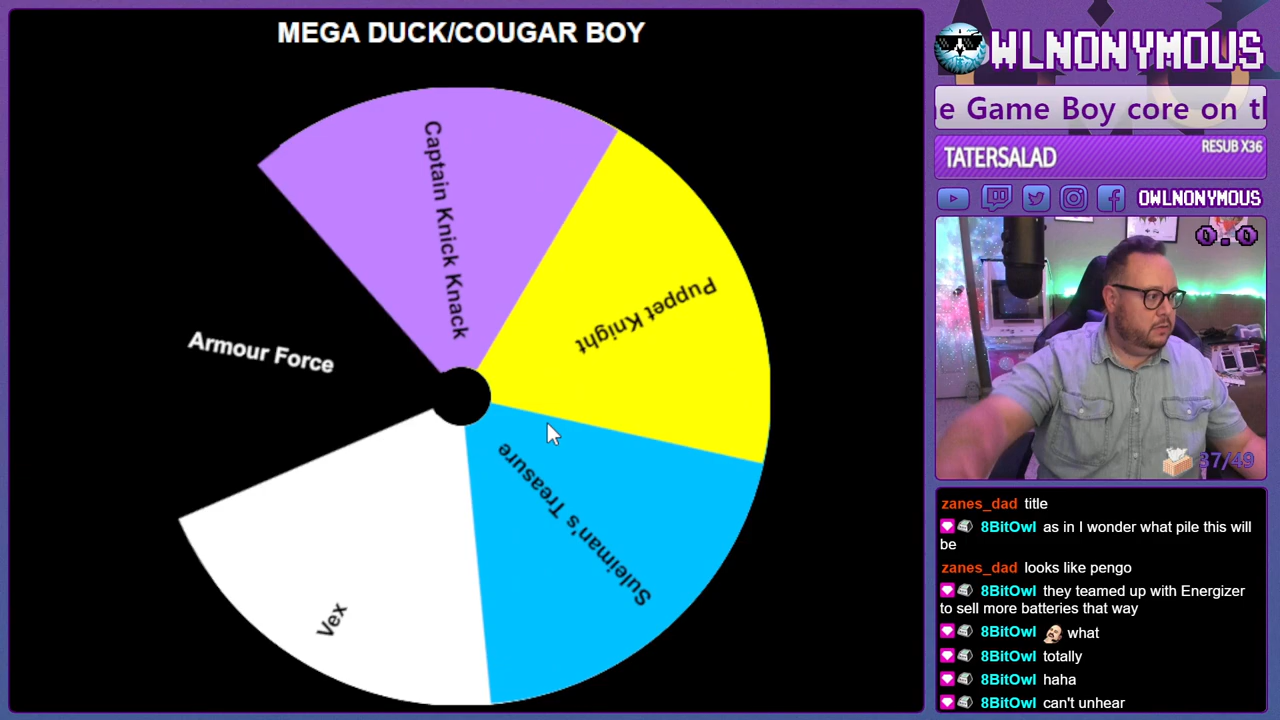 MEGA DUCK/COUGAR BOY
Captain Knick Knack
Puppet Knight
Armour Force
Suleiman's Treasure
Vex
OWLNONYMOUS
e Game Boy core on tl
TATERSALAD
RESUB X36
OWLNONYMOUS
0.0
37/49
zanes_dad title
8BitOwl as in I wonder what pile this will
be
zanes_dad looks like pengo
8BitOwl they teamed up with Energizer
to sell more batteries that way
8BitOwl what
8BitOwl totally
8BitOwl haha
8BitOwl can't unhear